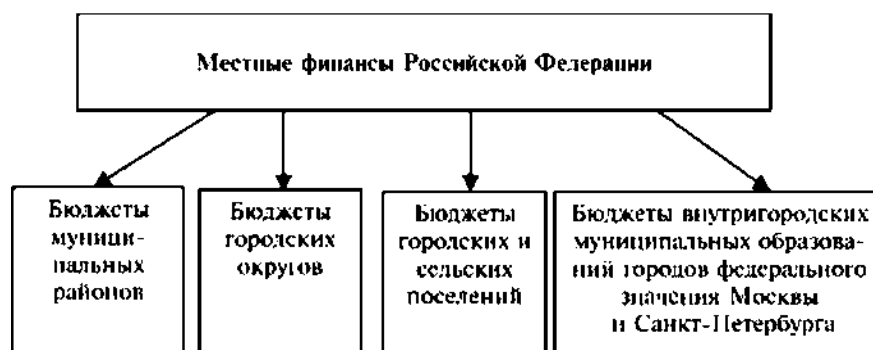 Местные финансы Российской Федерации
Бюджеты
муници-
пальных
районов
Бюджеты
городских
округов
Бюджеты
городских и
сельских
поселений
Бюджеты внутригородских
муниципальных образова-
ний городов федерального
значения Москвы
и Санкт-Петербурга